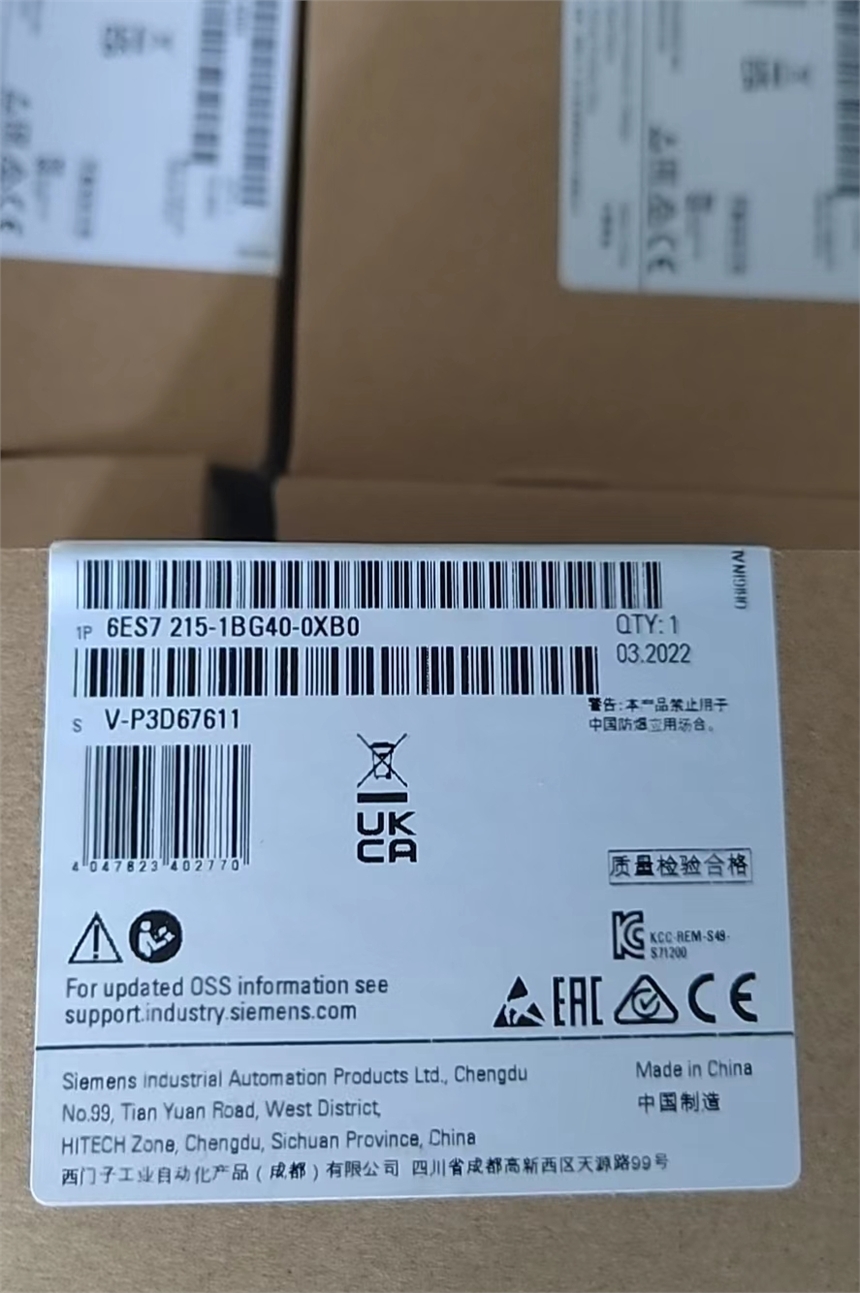 1P 6ES7 215-1BG40-0XB0
QTY: 1
03.2022
S V-P3D67611
警告:本产品禁止用于
中国防爆应用场合。
4 047623 402770
UK
CA
质量检验合格
KCC-REM-S49-
S71200
For updated OSS information see
support.industry.siemens.com
EAC
CE
Siemens Industrial Automation Products Ltd., Chengdu
No.99, Tian Yuan Road, West District,
HITECH Zone, Chengdu, Sichuan Province, China
Made in China
中国制造
西门子工业自动化产品(成都)有限公司 四川省成都高新西区天源路99号